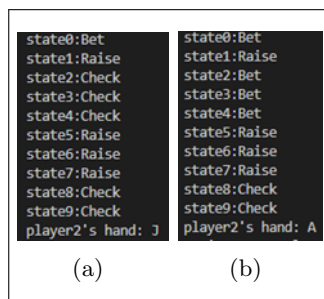 state0:Bet
state1:Raise
state2:Check
state3:Check
state4:Check
state5:Raise
state6:Raise
state7:Raise
state8:Check
state9:Check
player2's hand: J
(a)
state0:Bet
state1:Raise
state2:Bet
state3:Bet
state4:Bet
state5:Raise
state6:Raise
state7:Raise
state8:Check
state9:Check
player2's hand: A
(b)